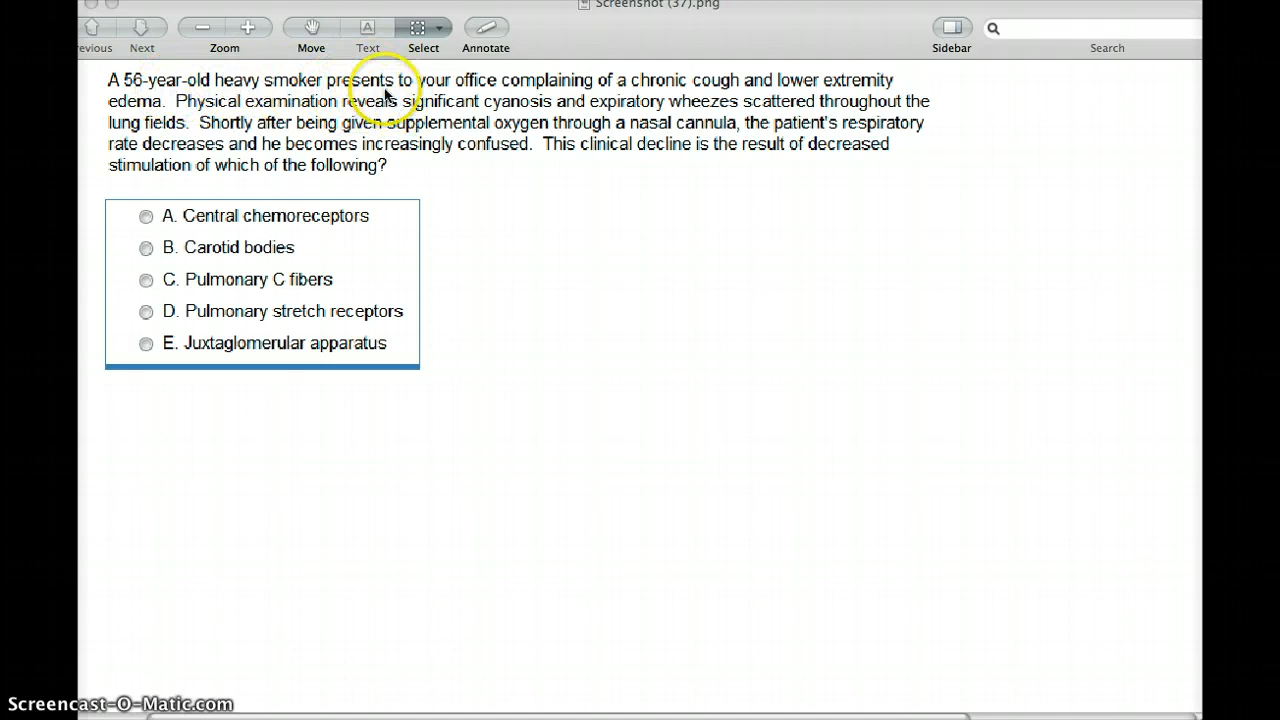 Screenshot (37).png
evious Next Zoom Move Text Select Annotate Sidebar Search
A 56-year-old heavy smoker presents to your office complaining of a chronic cough and lower extremity
edema. Physical examination reveals significant cyanosis and expiratory wheezes scattered throughout the
lung fields. Shortly after being given supplemental oxygen through a nasal cannula, the patient's respiratory
rate decreases and he becomes increasingly confused. This clinical decline is the result of decreased
stimulation of which of the following?
A. Central chemoreceptors
B. Carotid bodies
C. Pulmonary C fibers
D. Pulmonary stretch receptors
E. Juxtaglomerular apparatus
Screencast-O-Matic.com